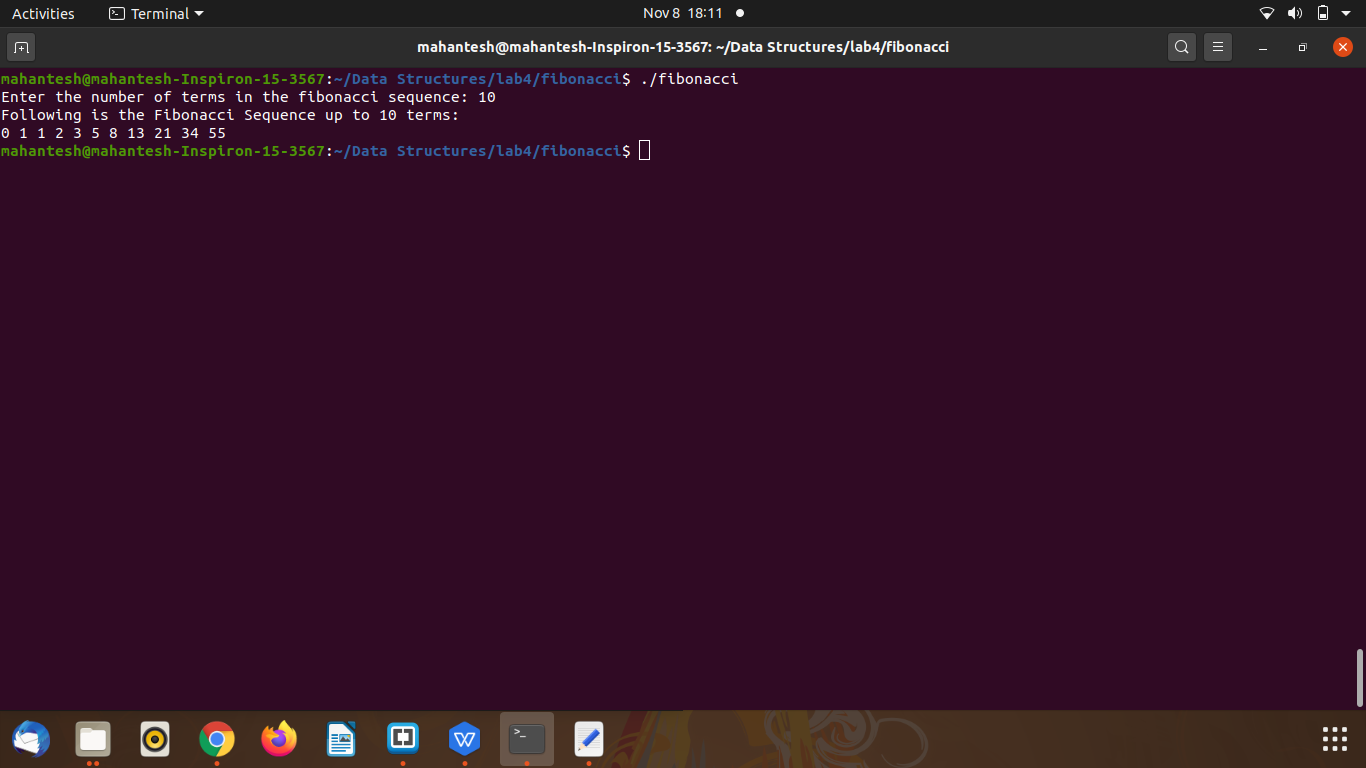 Activities Terminal Nov 8 18:11
mahantesh@mahantesh-Inspiron-15-3567: ~/Data Structures/lab4/fibonacci
mahantesh@mahantesh-Inspiron-15-3567:~/Data Structures/lab4/fibonacci$ ./fibonacci
Enter the number of terms in the fibonacci sequence: 10
Following is the Fibonacci Sequence up to 10 terms:
0 1 1 2 3 5 8 13 21 34 55
mahantesh@mahantesh-Inspiron-15-3567:~/Data Structures/lab4/fibonacci$